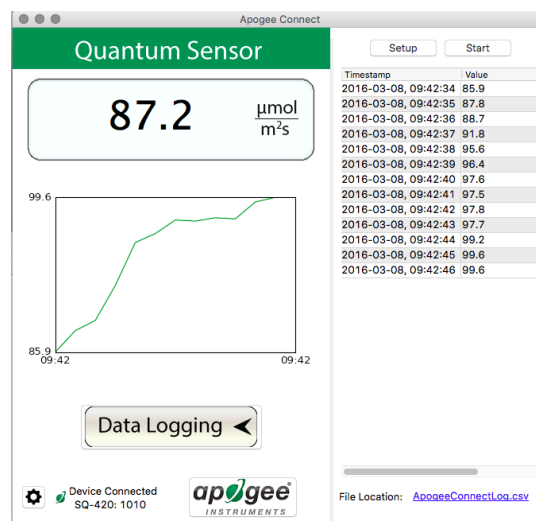 Apogee Connect
Quantum Sensor
87.2 μmol
m²s
99.6
85.9
09:42 09:42
Data Logging
Device Connected
SQ-420: 1010
apogee
INSTRUMENTS
Setup Start
Timestamp Value
2016-03-08, 09:42:34 85.9
2016-03-08, 09:42:35 87.8
2016-03-08, 09:42:36 88.7
2016-03-08, 09:42:37 91.8
2016-03-08, 09:42:38 95.6
2016-03-08, 09:42:39 96.4
2016-03-08, 09:42:40 97.6
2016-03-08, 09:42:41 97.5
2016-03-08, 09:42:42 97.8
2016-03-08, 09:42:43 97.7
2016-03-08, 09:42:44 99.2
2016-03-08, 09:42:45 99.6
2016-03-08, 09:42:46 99.6
File Location: ApogeeConnectLog.csv